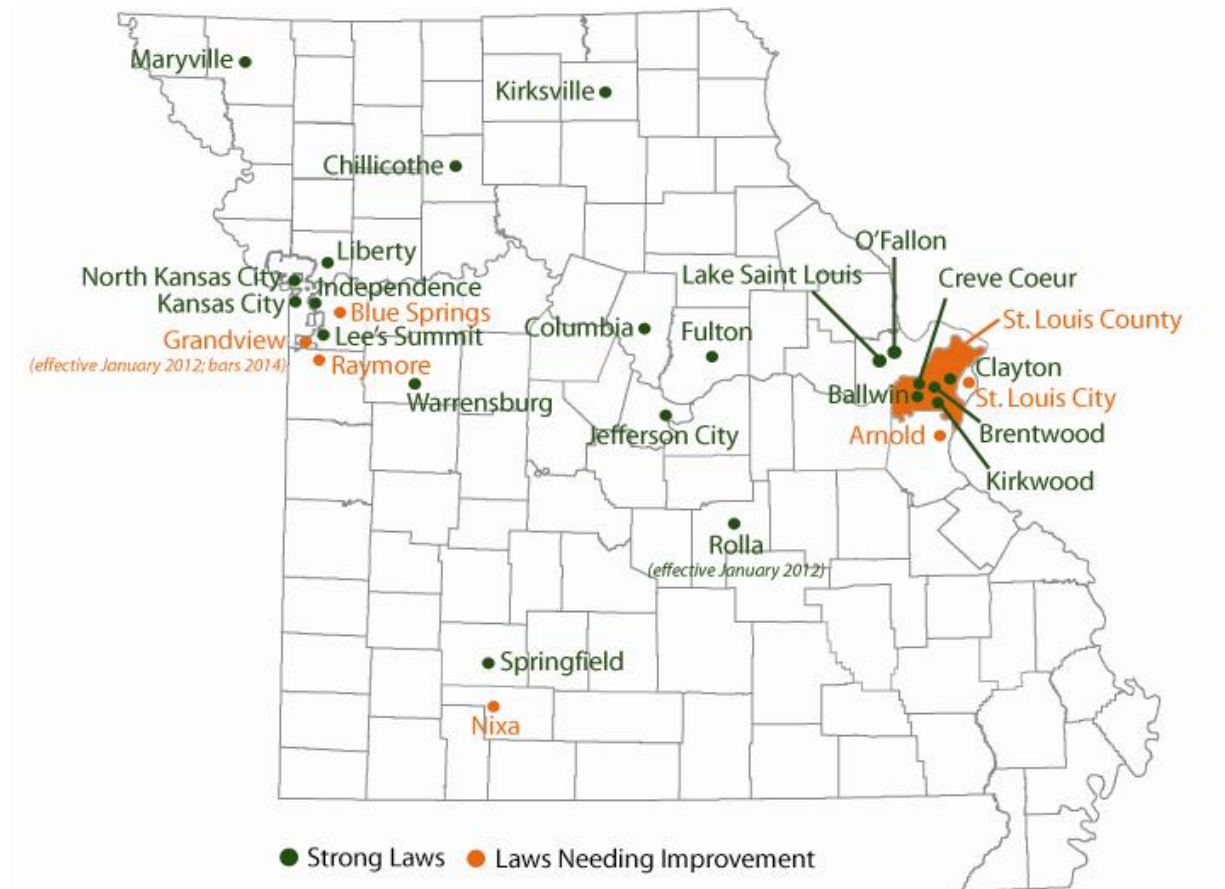 Maryville
Kirksville
Chillicothe
O'Fallon
Liberty
Lake Saint Louis
Creve Coeur
North Kansas City
Independence
Kansas City
Blue Springs
St. Louis County
Columbia
Fulton
Grandview
Lee's Summit
(effective January 2012; bars 2014)
Raymore
Clayton
Warrensburg
Ballwin
St. Louis City
Jefferson City
Arnold
Brentwood
Kirkwood
Rolla
(effective January 2012)
Springfield
Nixa
Strong Laws
Laws Needing Improvement